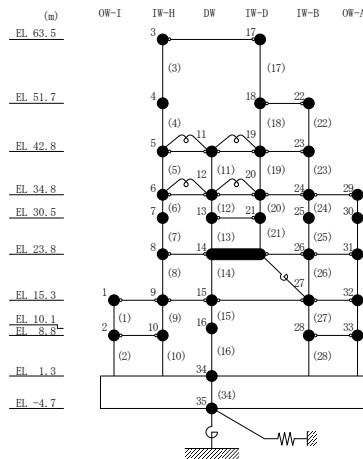 (m) OW-I IW-H DW IW-D IW-B OW-A
EL 63.5 3 17
(3) (17)
EL 51.7 4 18 22
(4) (18) (22)
EL 42.8 5 11 19 23
(5) (11) (19) (23)
EL 34.8 6 12 20 24 29
(6) (12) (20) (24)
EL 30.5 7 13 21 25 30
(7) (13) (21) (25)
EL 23.8 8 14 26 31
(8) (14) (26)
27
EL 15.3 1 9 15 32
(1) (9) (15) (27)
EL 10.1 16
EL 8.8 2 10 28 33
(2) (10) (16) (28)
EL 1.3 34
(34)
EL -4.7 35